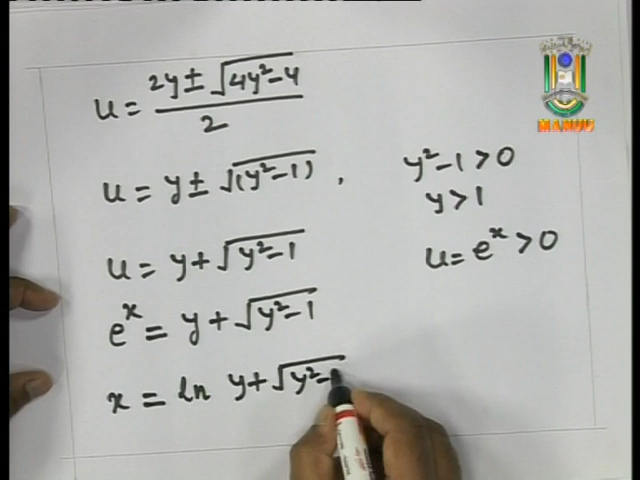 u = (2y ± √(4y² - 4)) / 2
u = y ± √(y² - 1) ,
y² - 1 > 0
y > 1
u = y + √(y² - 1)
u = eˣ > 0
eˣ = y + √(y² - 1)
x = ln y + √(y² -
MANUU